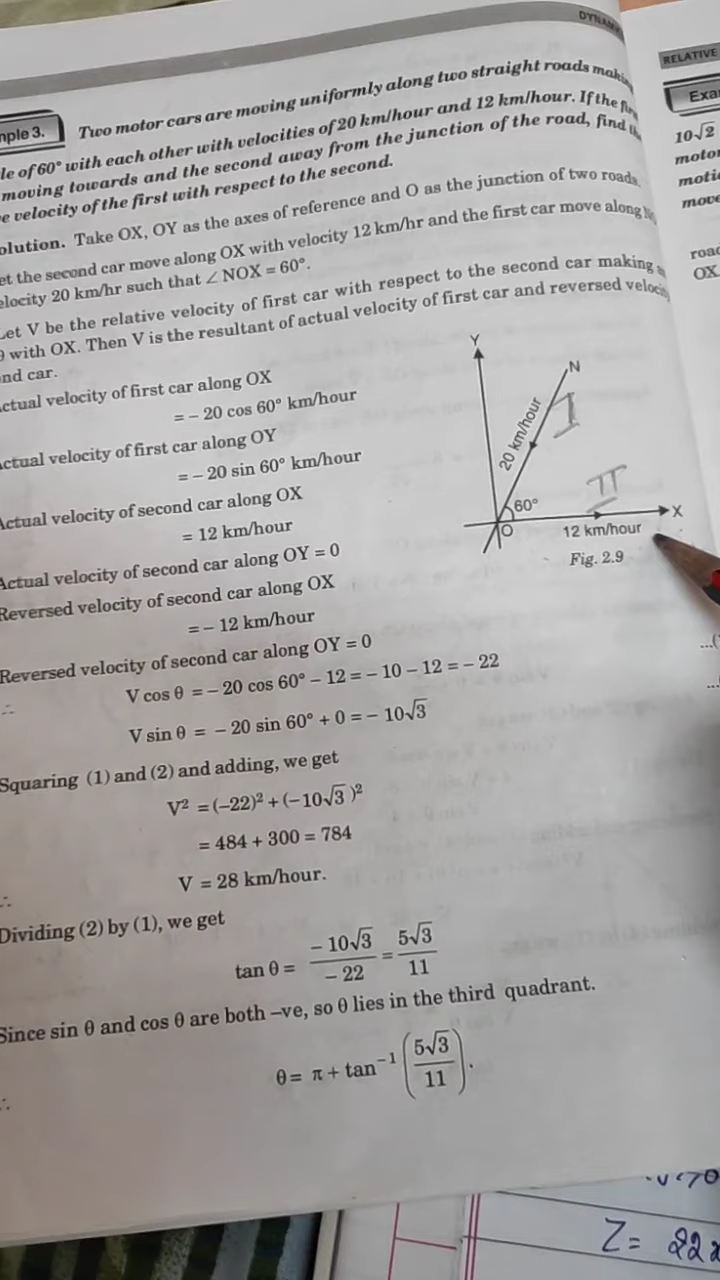 DYNAM
mple 3. Two motor cars are moving uniformly along two straight roads makin
le of 60° with each other with velocities of 20 km/hour and 12 km/hour. If the fir
moving towards and the second away from the junction of the road, find th
e velocity of the first with respect to the second.
olution. Take OX, OY as the axes of reference and O as the junction of two roads.
et the second car move along OX with velocity 12 km/hr and the first car move along
elocity 20 km/hr such that ∠ NOX = 60°.
Let V be the relative velocity of first car with respect to the second car making
θ with OX. Then V is the resultant of actual velocity of first car and reversed veloci
nd car.
ctual velocity of first car along OX
= – 20 cos 60° km/hour
ctual velocity of first car along OY
= – 20 sin 60° km/hour
Actual velocity of second car along OX
= 12 km/hour
Actual velocity of second car along OY = 0
Reversed velocity of second car along OX
= – 12 km/hour
Reversed velocity of second car along OY = 0
∴ V cos θ = – 20 cos 60° – 12 = – 10 – 12 = – 22
V sin θ = – 20 sin 60° + 0 = – 10√3
Squaring (1) and (2) and adding, we get
V² = (–22)² + (–10√3)²
= 484 + 300 = 784
∴ V = 28 km/hour.
Dividing (2) by (1), we get
tan θ = – 10√3 / – 22 = 5√3 / 11
Since sin θ and cos θ are both –ve, so θ lies in the third quadrant.
∴ θ = π + tan⁻¹ (5√3 / 11).
Y
N
20 km/hour
I
II
60°
X
O
12 km/hour
Fig. 2.9
RELATIVE
Exa
10√2
motor
motio
move
road
OX.
...(
...(
Z = 22